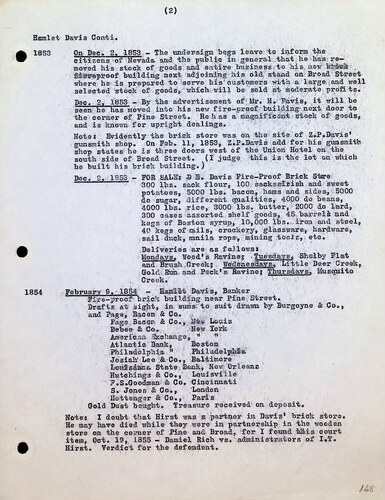 (2)
Hamlet Davis Conti.
1853 On Dec. 2, 1853 - The undersign begs leave to inform the
citizens of Nevada and the public in general that he has re-
moved his stock of goods and entire business to his new
fireproof building next adjoining his old stand on Broad Street
where he is prepared to serve his customers with a large and well
selected stock of goods, which will be sold at moderate profits.
Dec. 2, 1853 - By the advertisement of Mr. H. Davis, it will be
seen he has moved into his new fire-proof building next door to
the corner of Pine Street. He has a magnificent stock of goods,
and is known for upright dealings.
Note: Evidently the brick store was on the site of Z.P.Davis'
gunsmith shop. On Feb. 11, 1853, Z.P.Davis add for his gunsmith
shop states he is three doors west of the Union Hotel on the
south side of Broad Street. (I judge this is the lot on which
he built his brick building.)
Dec. 2, 1853 - FOR SALE: Davis Fire-Proof Brick Store
300 lbs. sack flour, 100 sacks Irish and sweet
potatoes, 5000 lbs. bacon, hams and sides, 5000
do sugar, different qualities, 4000 do beans,
4000 lbs. rice, 3000 lbs. butter, 2000 do lard,
300 cases assorted shelf goods, 45 barrels and
kegs of Boston syrup, 10,000 lbs. iron and steel,
40 kegs of nails, crockery, glassware, hardware,
sail duck, manila rope, mining tools, etc.
Deliveries are as follows:
Mondays, Wood's Ravine; Tuesdays, Shelby Flat
and Brush Creek; Wednesdays, Little Deer Creek,
Gold Run and Peck's Ravine; Thursdays, Musquito
Creek.
1854 February 9, 1854 - Hamlet Davis, Banker
Fire-proof brick building near Pine Street.
Drafts at sight, in sums to suit drawn by Burgoyne & Co.,
and Page, Bacon & Co.
Page Bacon & Co., Louis
Bebee & Co. New York
American Exchange, " "
Atlantic Bank, Boston
Philadelphia " Philadelphia
Josiah Lee & Co., Baltimore
Louisana State Bank, New Orleans
Hutchings & Co., Louisville
F.S.Goodman & Co. Cincinnati
S. Jones & Co., London
Hottenger & Co., Paris
Gold Dust bought. Treasure received on deposit.
Note: I doubt that Hirst was a partner in Davis' brick store.
He may have died while they were in partnership in the wooden
store on the corner of Pine and Broad, for I found this court
item, Oct. 19, 1855 - Daniel Rich vs. administrators of I.T.
Hirst. Verdict for the defendent.
168